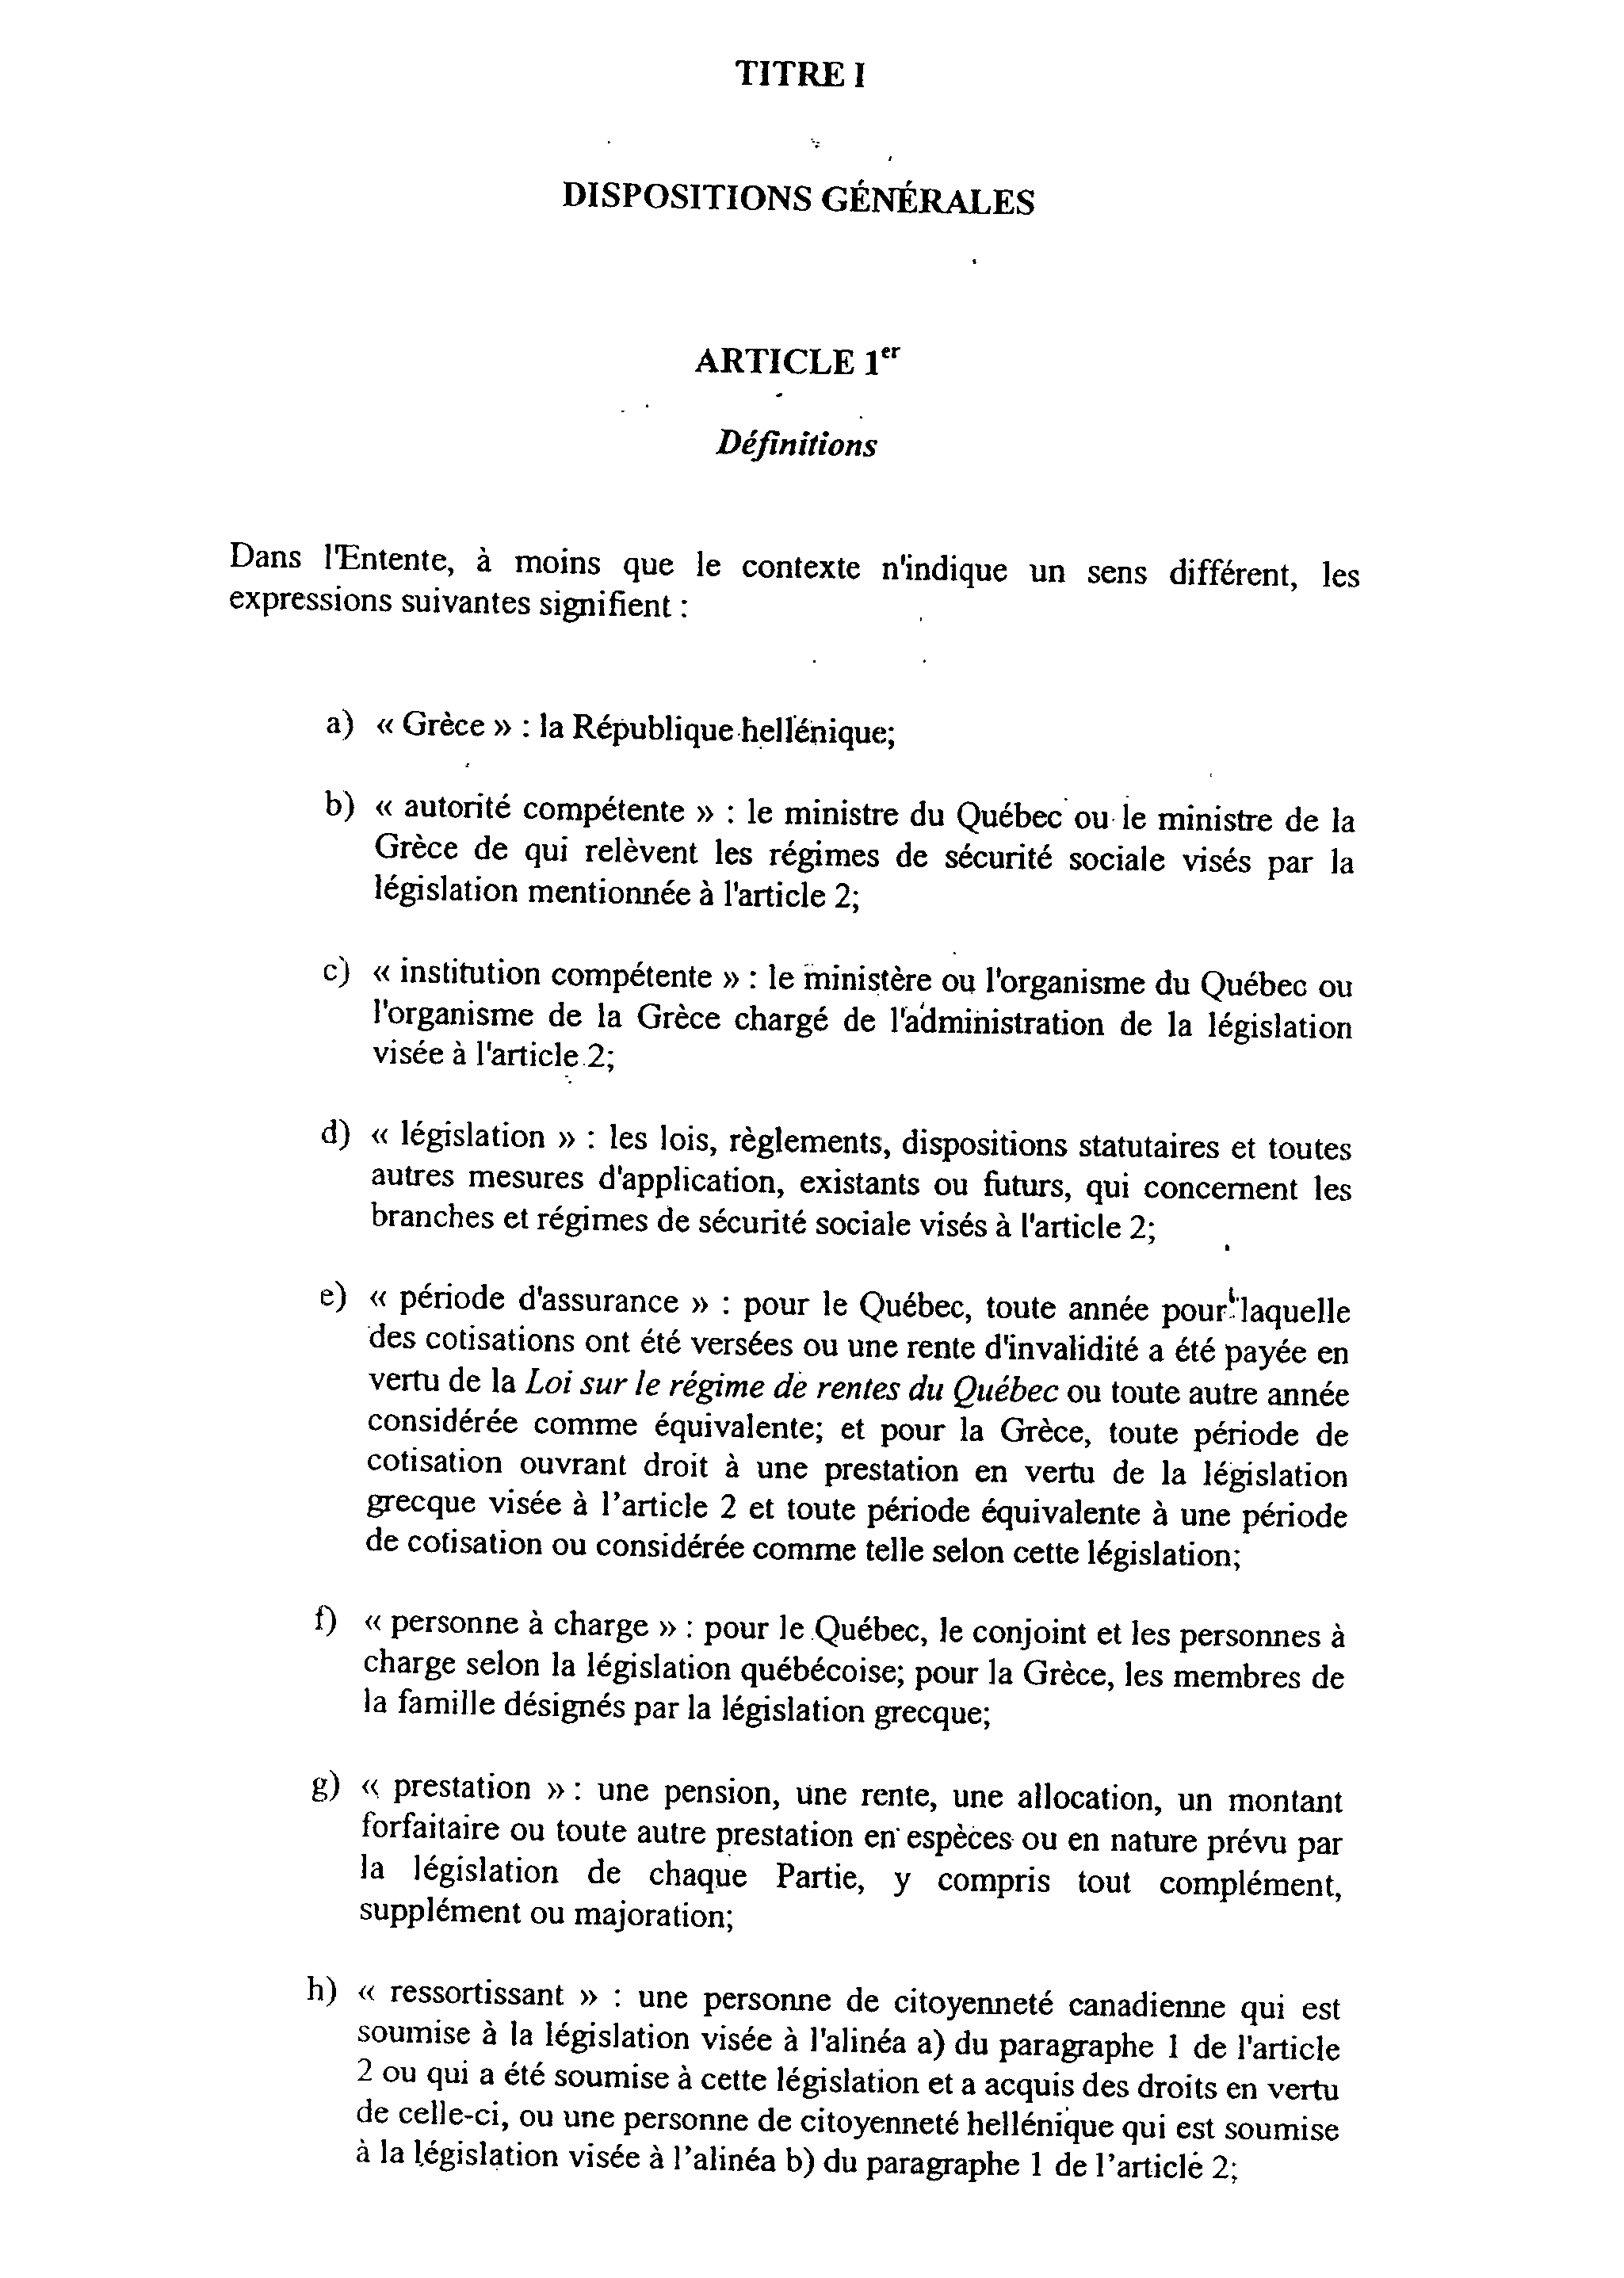 TITRE I
DISPOSITIONS GÉNÉRALES
ARTICLE 1er
Définitions
Dans l'Entente, à moins que le contexte n'indique un sens différent, les
expressions suivantes signifient :
a) « Grèce » : la République hellénique;
b) « autorité compétente » : le ministre du Québec ou le ministre de la
Grèce de qui relèvent les régimes de sécurité sociale visés par la
législation mentionnée à l'article 2;
c) « institution compétente » : le ministère ou l'organisme du Québec ou
l'organisme de la Grèce chargé de l'administration de la législation
visée à l'article 2;
d) « législation » : les lois, règlements, dispositions statutaires et toutes
autres mesures d'application, existants ou futurs, qui concernent les
branches et régimes de sécurité sociale visés à l'article 2;
e) « période d'assurance » : pour le Québec, toute année pour laquelle
des cotisations ont été versées ou une rente d'invalidité a été payée en
vertu de la Loi sur le régime de rentes du Québec ou toute autre année
considérée comme équivalente; et pour la Grèce, toute période de
cotisation ouvrant droit à une prestation en vertu de la législation
grecque visée à l’article 2 et toute période équivalente à une période
de cotisation ou considérée comme telle selon cette législation;
f) « personne à charge » : pour le Québec, le conjoint et les personnes à
charge selon la législation québécoise; pour la Grèce, les membres de
la famille désignés par la législation grecque;
g) « prestation » : une pension, une rente, une allocation, un montant
forfaitaire ou toute autre prestation en espèces ou en nature prévu par
la législation de chaque Partie, y compris tout complément,
supplément ou majoration;
h) « ressortissant » : une personne de citoyenneté canadienne qui est
soumise à la législation visée à l'alinéa a) du paragraphe 1 de l'article
2 ou qui a été soumise à cette législation et a acquis des droits en vertu
de celle-ci, ou une personne de citoyenneté hellénique qui est soumise
à la législation visée à l’alinéa b) du paragraphe 1 de l’article 2;